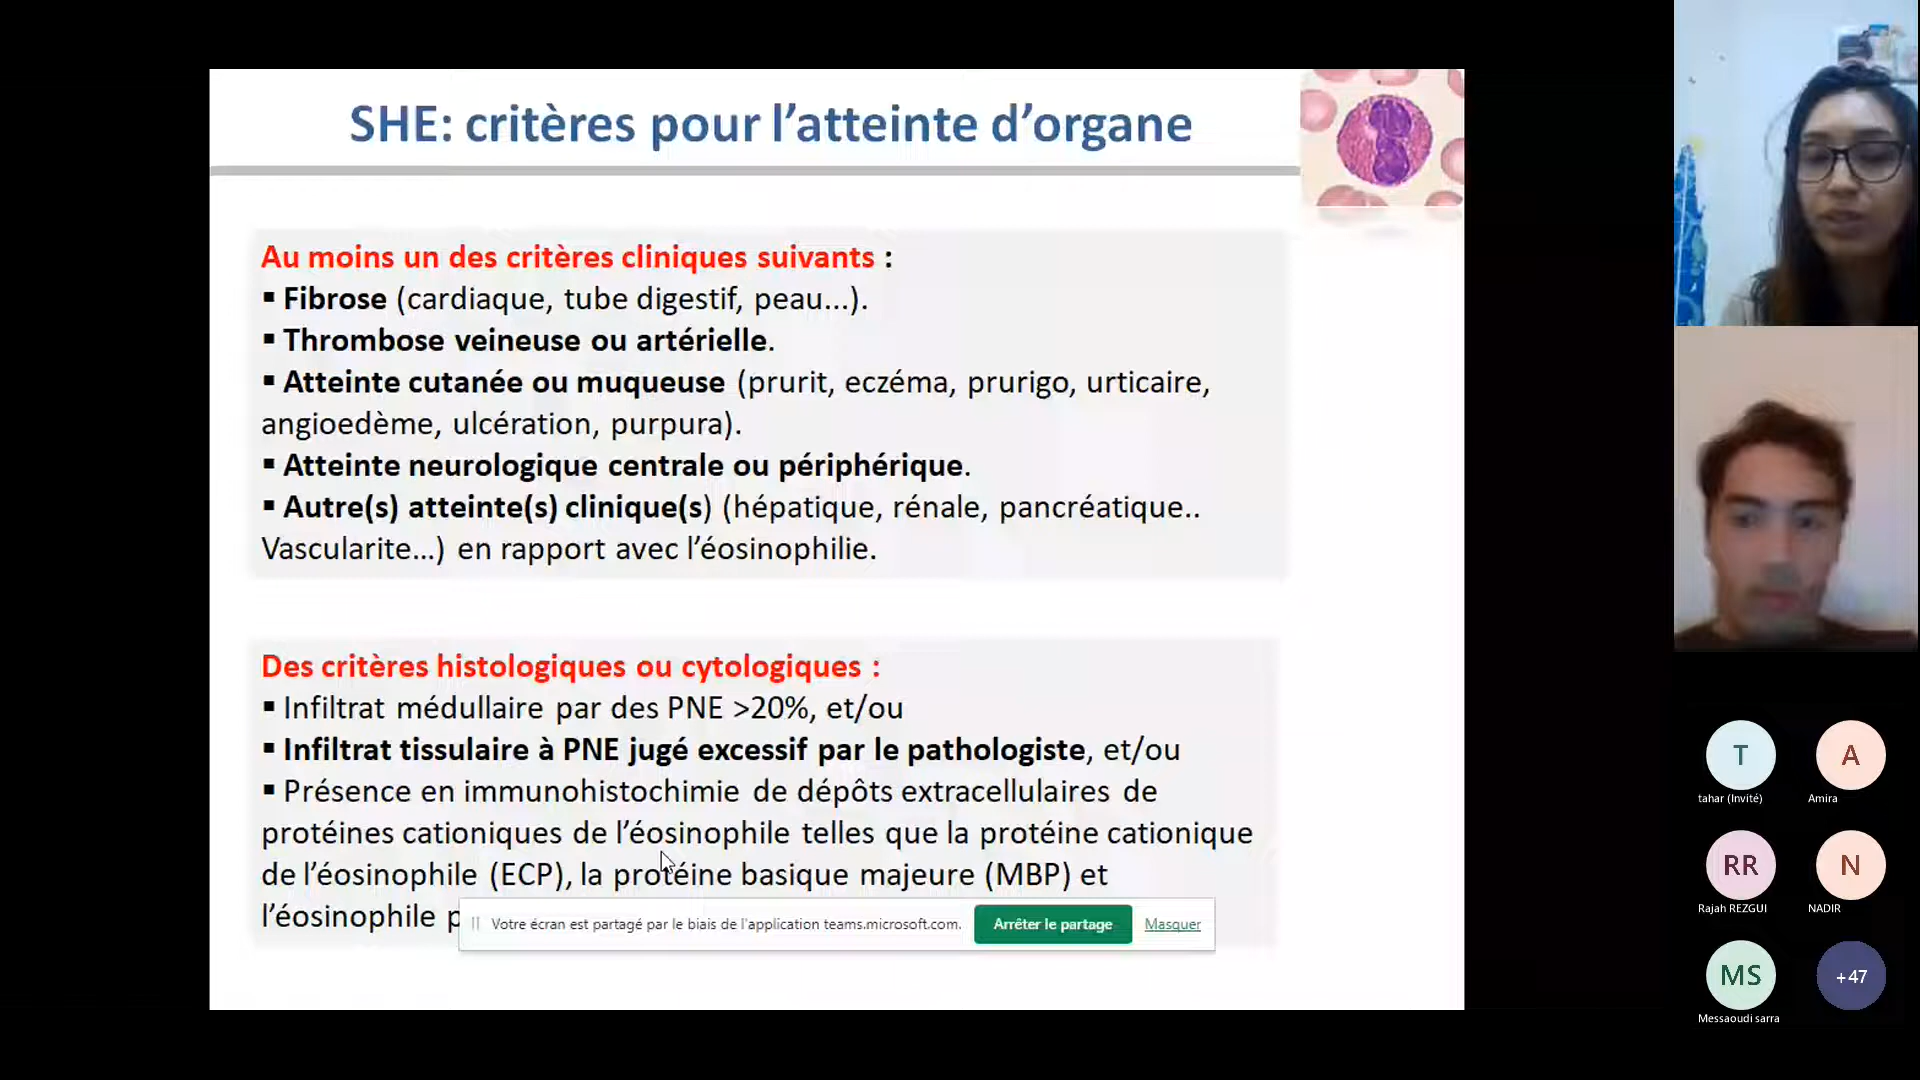 SHE: critères pour l’atteinte d’organe
Au moins un des critères cliniques suivants :
▪ Fibrose (cardiaque, tube digestif, peau...).
▪ Thrombose veineuse ou artérielle.
▪ Atteinte cutanée ou muqueuse (prurit, eczéma, prurigo, urticaire,
angioedème, ulcération, purpura).
▪ Atteinte neurologique centrale ou périphérique.
▪ Autre(s) atteinte(s) clinique(s) (hépatique, rénale, pancréatique..
Vascularite...) en rapport avec l’éosinophilie.
Des critères histologiques ou cytologiques :
▪ Infiltrat médullaire par des PNE >20%, et/ou
▪ Infiltrat tissulaire à PNE jugé excessif par le pathologiste, et/ou
▪ Présence en immunohistochimie de dépôts extracellulaires de
protéines cationiques de l’éosinophile telles que la protéine cationique
de l’éosinophile (ECP), la protéine basique majeure (MBP) et
l’éosinophile
Votre écran est partagé par le biais de l'application teams.microsoft.com.
Arrêter le partage
Masquer
T
A
tahar (Invité)
Amira
RR
N
Rajah REZGUI
NADIR
MS
+47
Messaoudi sarra